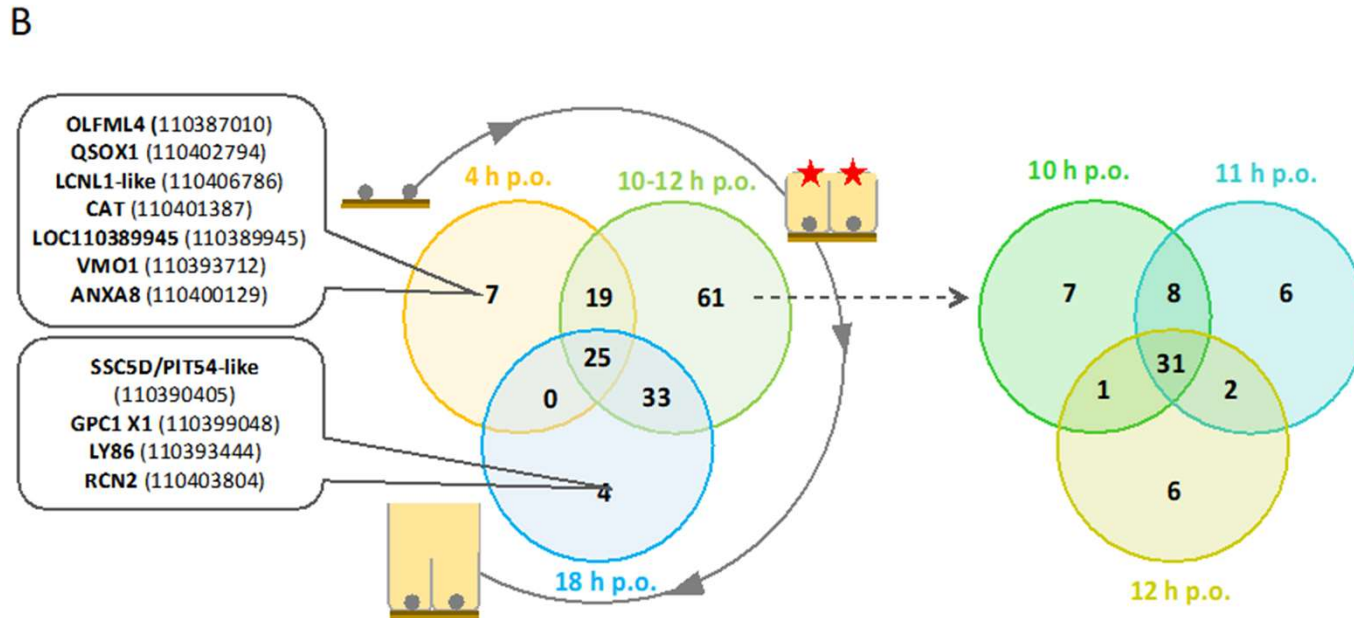 B
OLFML4 (110387010)
QSOX1 (110402794)
LCNL1-like (110406786)
CAT (110401387)
LOC110389945 (110389945)
VMO1 (110393712)
ANXA8 (110400129)
SSC5D/PIT54-like
(110390405)
GPC1 X1 (110399048)
LY86 (110393444)
RCN2 (110403804)
4 h p.o.
10-12 h p.o.
7
19
61
25
0
33
4
18 h p.o.
10 h p.o.
11 h p.o.
7
8
6
31
1
2
6
12 h p.o.